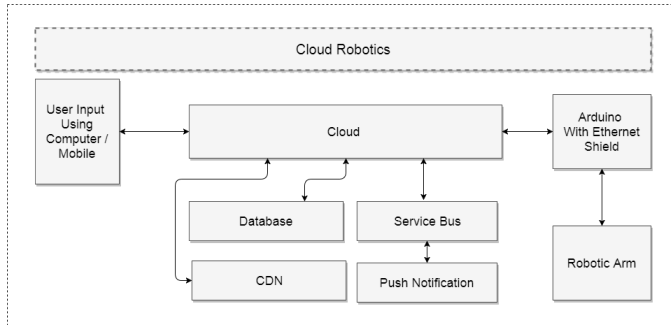 Cloud Robotics
User Input
Using
Computer /
Mobile
Cloud
Arduino
With Ethernet
Shield
Database
Service Bus
CDN
Push Notification
Robotic Arm